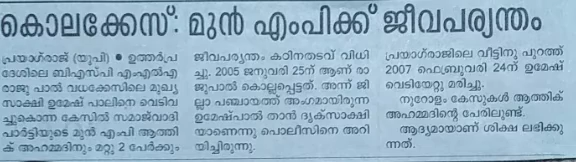 കൊലക്കേസ്: മുൻ എംപിക്ക് ജീവപര്യന്തം
പ്രയാഗ്‌രാജ് (യുപി) ● ഉത്തർപ്ര
ദേശിലെ ബിഎസ്പി എംഎൽഎ
രാജു പാൽ വധക്കേസിലെ മുഖ്യ
സാക്ഷി ഉമേഷ് പാലിനെ വെടിവ
ച്ചുകൊന്ന കേസിൽ സമാജ്‌വാദി
പാർട്ടിയുടെ മുൻ എംപി ആത്തി
ക് അഹമ്മദിനും മറ്റു 2 പേർക്കും
ജീവപര്യന്തം കഠിനതടവ് വിധി
ച്ചു. 2005 ജനുവരി 25ന് ആണ് രാ
ജുപാൽ കൊല്ലപ്പെട്ടത്. അന്ന് ജി
ല്ലാ പഞ്ചായത്ത് അംഗമായിരുന്ന
ഉമേഷ്പാൽ താൻ ദൃക്സാക്ഷി
യാണെന്നു പൊലീസിനെ അറി
യിച്ചിരുന്നു.
പ്രയാഗ്‌രാജിലെ വീട്ടിനു പുറത്ത്
2007 ഫെബ്രുവരി 24ന് ഉമേഷ്
വെടിയേറ്റു മരിച്ചു.
നൂറോളം കേസുകൾ ആത്തിക്
അഹമ്മദിന്റെ പേരിലുണ്ട്.
ആദ്യമായാണ് ശിക്ഷ ലഭിക്കു
ന്നത്.